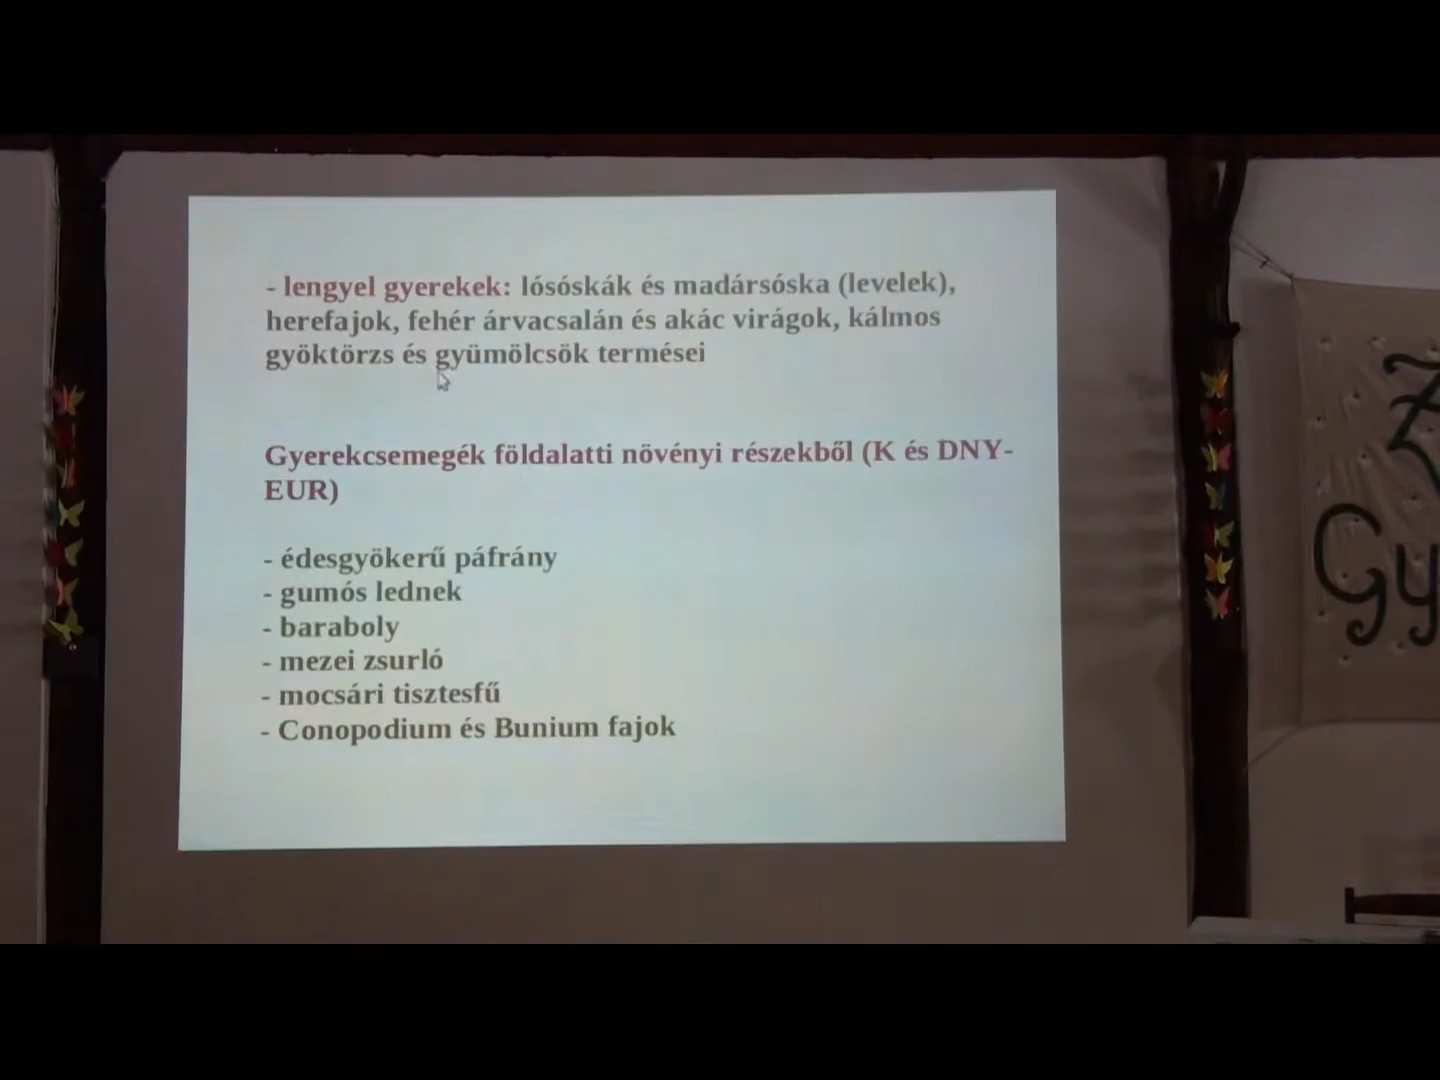 - lengyel gyerekek: lósóskák és madársóska (levelek),
herefajok, fehér árvacsalán és akác virágok, kálmos
gyöktörzs és gyümölcsök termései
Gyerekcsemegék földalatti növényi részekből (K és DNY-
EUR)
- édesgyökerű páfrány
- gumós lednek
- baraboly
- mezei zsurló
- mocsári tisztesfű
- Conopodium és Bunium fajok